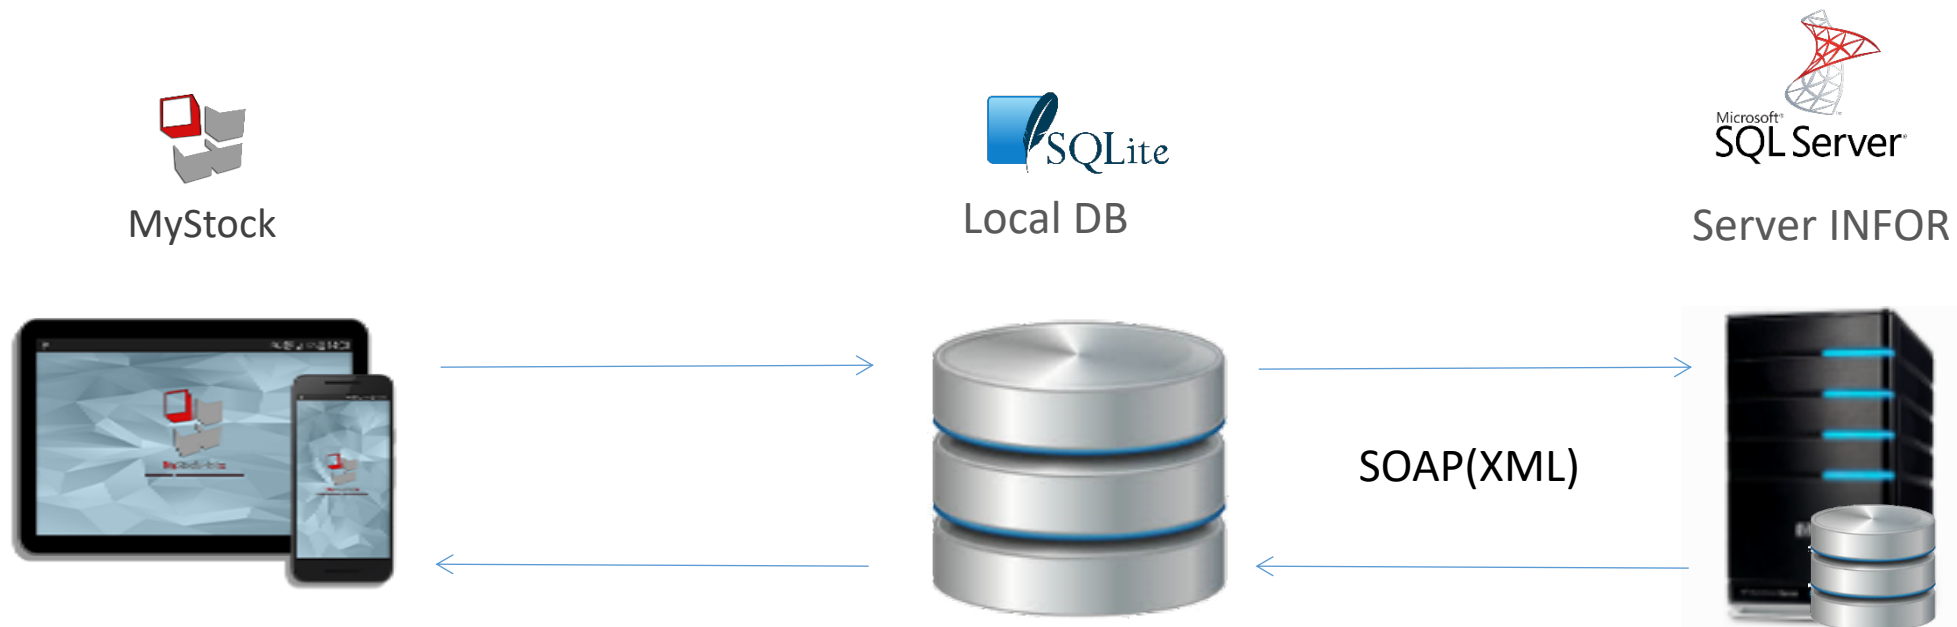 Microsoft
SQL Server
SQLite
MyStock
Local DB
Server INFOR
SOAP(XML)